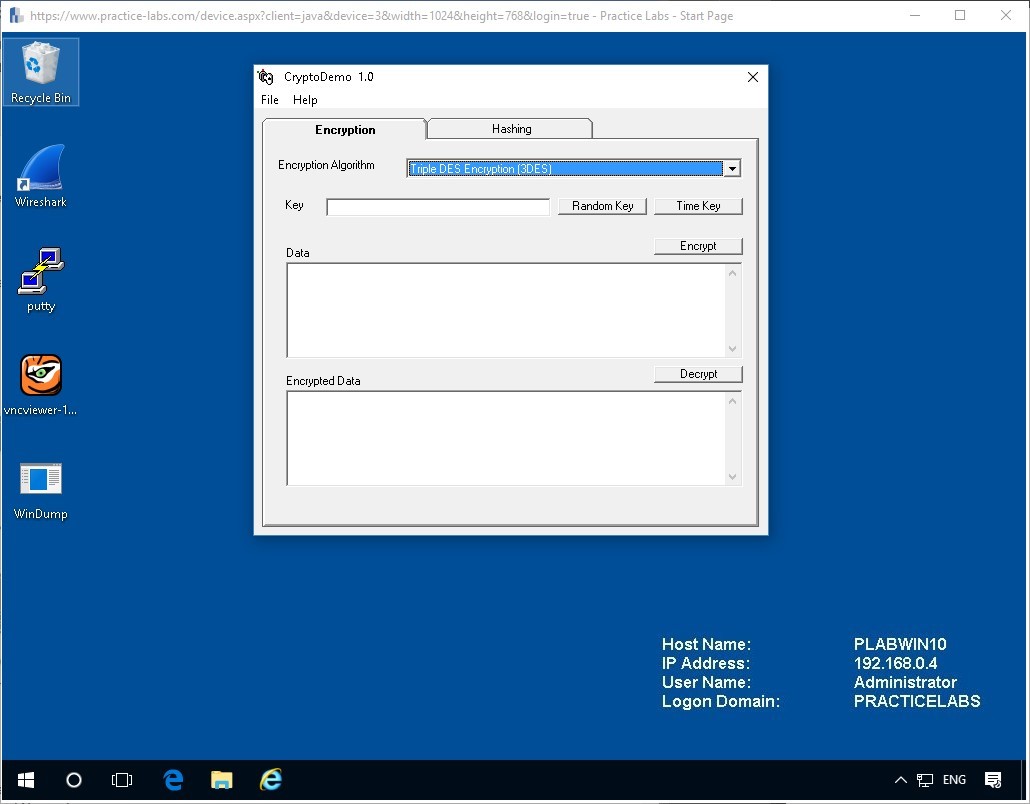 https://www.practice-labs.com/device.aspx?client=java&device=3&width=1024&height=768&login=true - Practice Labs - Start Page
Recycle Bin
Wireshark
putty
vncviewer-1...
WinDump
CryptoDemo 1.0
File Help
Encryption Hashing
Encryption Algorithm Triple DES Encryption (3DES)
Key Random Key Time Key
Encrypt
Data
Decrypt
Encrypted Data
Host Name: PLABWIN10
IP Address: 192.168.0.4
User Name: Administrator
Logon Domain: PRACTICELABS
ENG